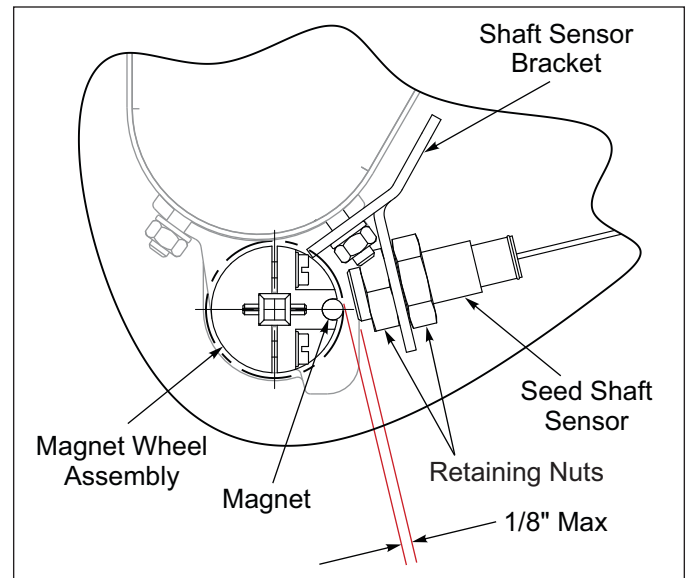 Shaft Sensor
Bracket
Seed Shaft
Sensor
Magnet Wheel
Assembly
Magnet
Retaining Nuts
1/8" Max